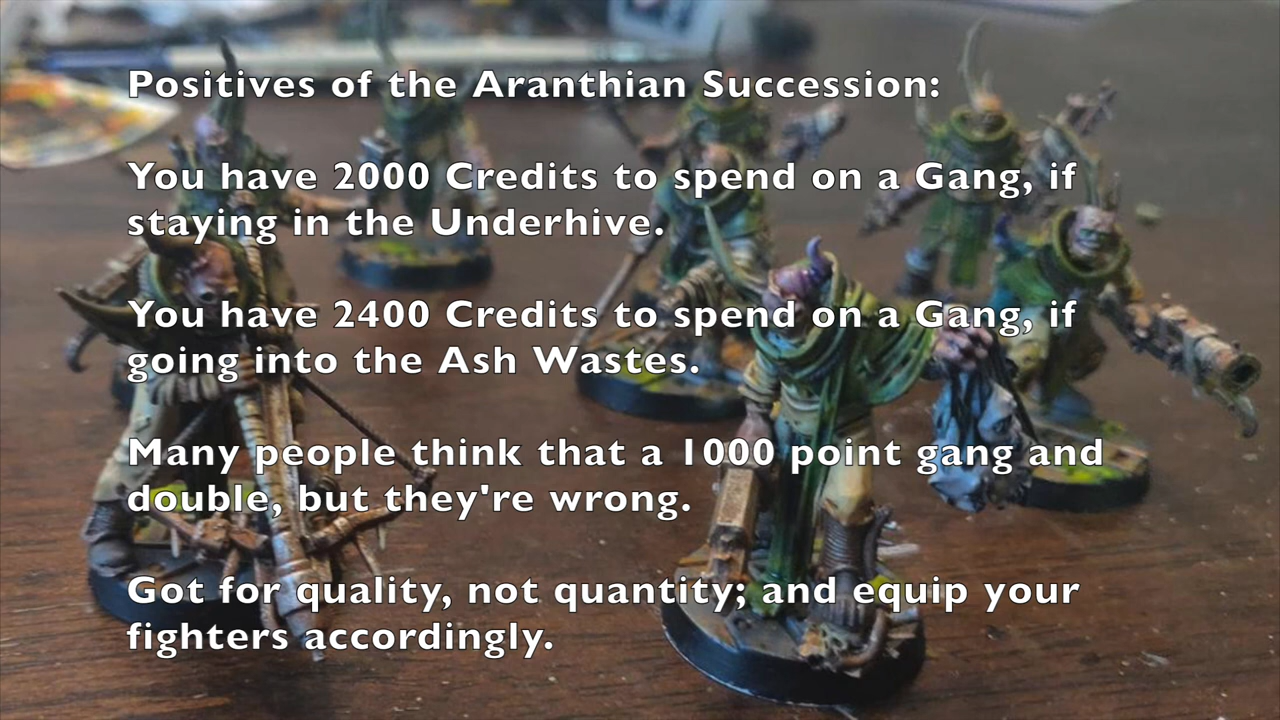 Positives of the Aranthian Succession:
You have 2000 Credits to spend on a Gang, if
staying in the Underhive.
You have 2400 Credits to spend on a Gang, if
going into the Ash Wastes.
Many people think that a 1000 point gang and
double, but they're wrong.
Got for quality, not quantity; and equip your
fighters accordingly.